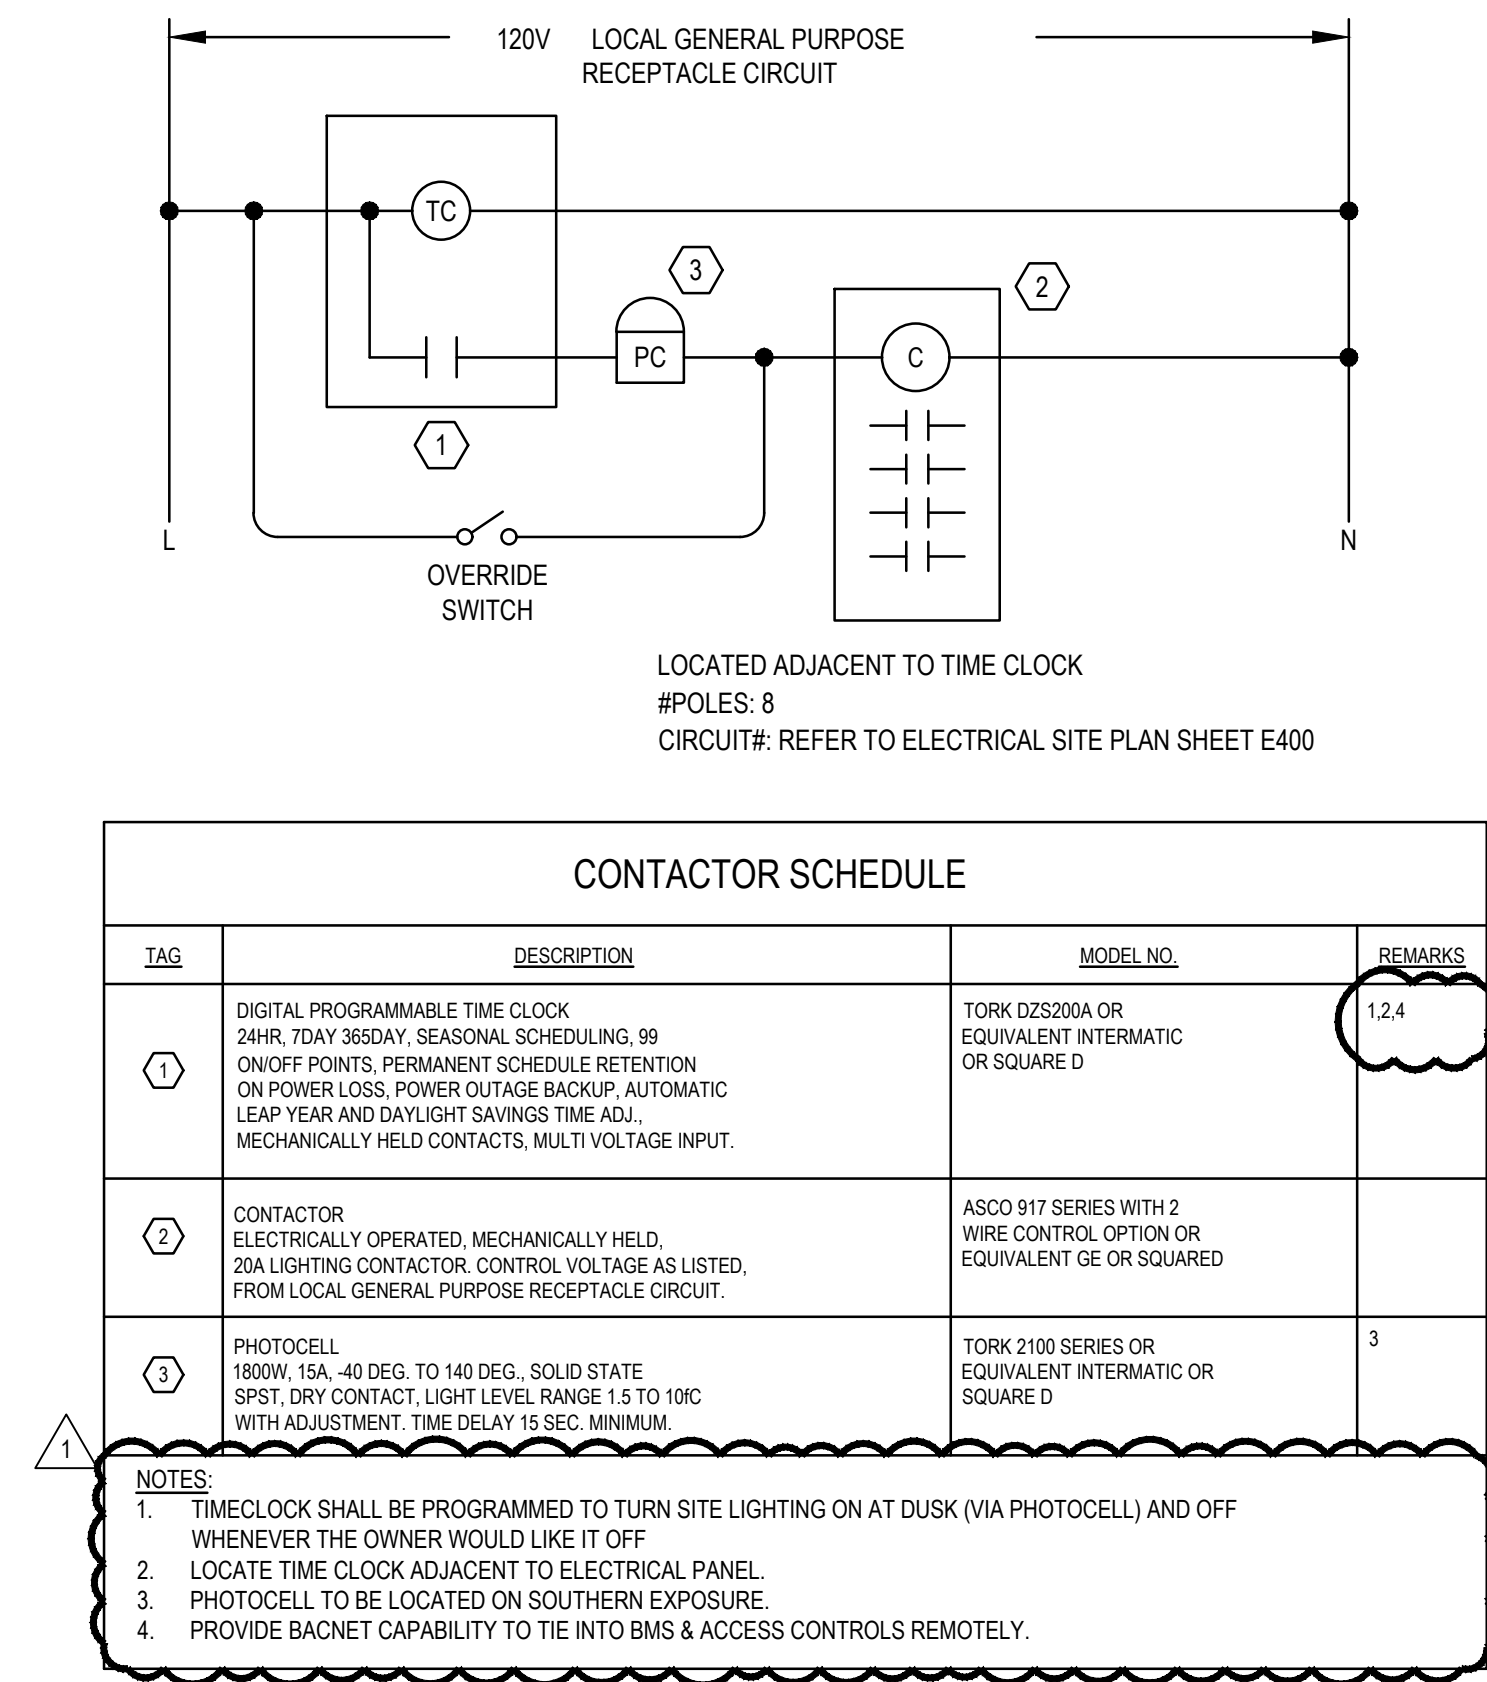 120V LOCAL GENERAL PURPOSE
RECEPTACLE CIRCUIT
TC
3
2
PC
C
1
L
N
OVERRIDE
SWITCH
LOCATED ADJACENT TO TIME CLOCK
#POLES: 8
CIRCUIT#: REFER TO ELECTRICAL SITE PLAN SHEET E400
CONTACTOR SCHEDULE
TAG DESCRIPTION MODEL NO. REMARKS
1
DIGITAL PROGRAMMABLE TIME CLOCK
24HR, 7DAY 365DAY, SEASONAL SCHEDULING, 99
ON/OFF POINTS, PERMANENT SCHEDULE RETENTION
ON POWER LOSS, POWER OUTAGE BACKUP, AUTOMATIC
LEAP YEAR AND DAYLIGHT SAVINGS TIME ADJ.,
MECHANICALLY HELD CONTACTS, MULTI VOLTAGE INPUT.
TORK DZS200A OR
EQUIVALENT INTERMATIC
OR SQUARE D
1,2,4
2
CONTACTOR
ELECTRICALLY OPERATED, MECHANICALLY HELD,
20A LIGHTING CONTACTOR. CONTROL VOLTAGE AS LISTED,
FROM LOCAL GENERAL PURPOSE RECEPTACLE CIRCUIT.
ASCO 917 SERIES WITH 2
WIRE CONTROL OPTION OR
EQUIVALENT GE OR SQUARED
3
PHOTOCELL
1800W, 15A, -40 DEG. TO 140 DEG., SOLID STATE
SPST, DRY CONTACT, LIGHT LEVEL RANGE 1.5 TO 10fC
WITH ADJUSTMENT. TIME DELAY 15 SEC. MINIMUM.
TORK 2100 SERIES OR
EQUIVALENT INTERMATIC OR
SQUARE D
3
1
NOTES:
1. TIMECLOCK SHALL BE PROGRAMMED TO TURN SITE LIGHTING ON AT DUSK (VIA PHOTOCELL) AND OFF
WHENEVER THE OWNER WOULD LIKE IT OFF
2. LOCATE TIME CLOCK ADJACENT TO ELECTRICAL PANEL.
3. PHOTOCELL TO BE LOCATED ON SOUTHERN EXPOSURE.
4. PROVIDE BACNET CAPABILITY TO TIE INTO BMS & ACCESS CONTROLS REMOTELY.